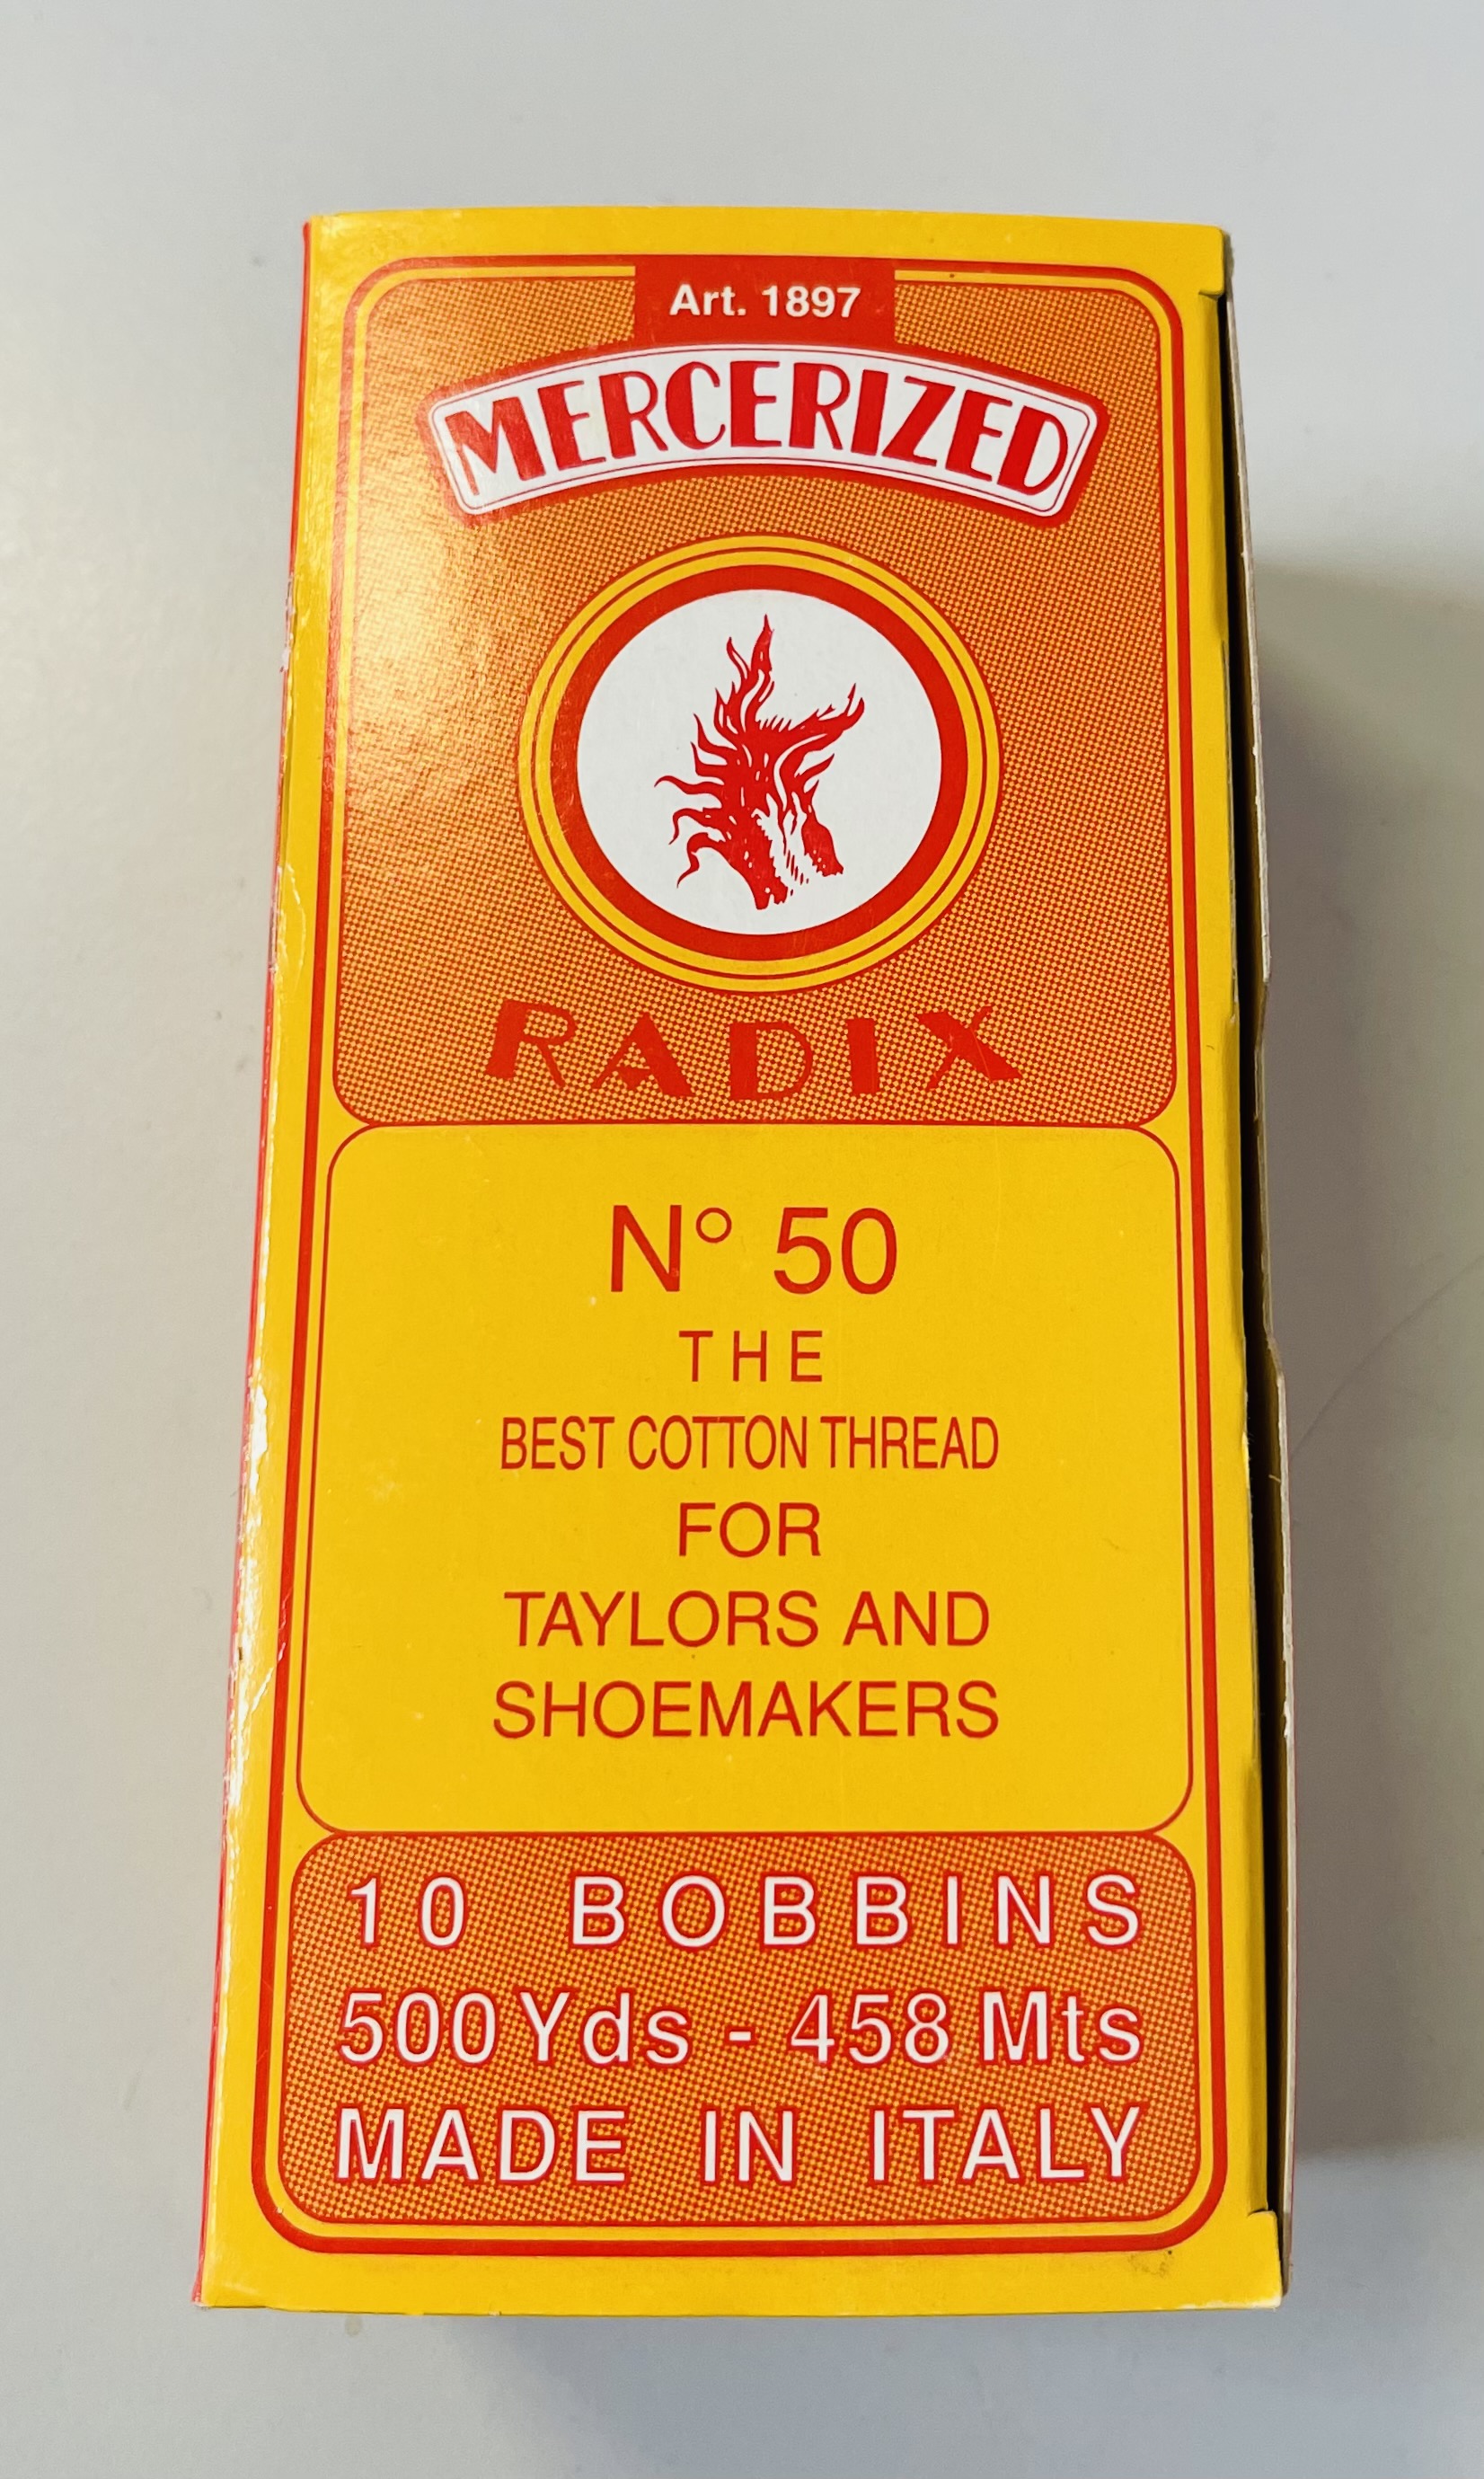 Art. 1897
MERCERIZED
RADIX
N° 50
THE
BEST COTTON THREAD
FOR
TAYLORS AND
SHOEMAKERS
10 BOBBINS
500 Yds - 458 Mts
MADE IN ITALY